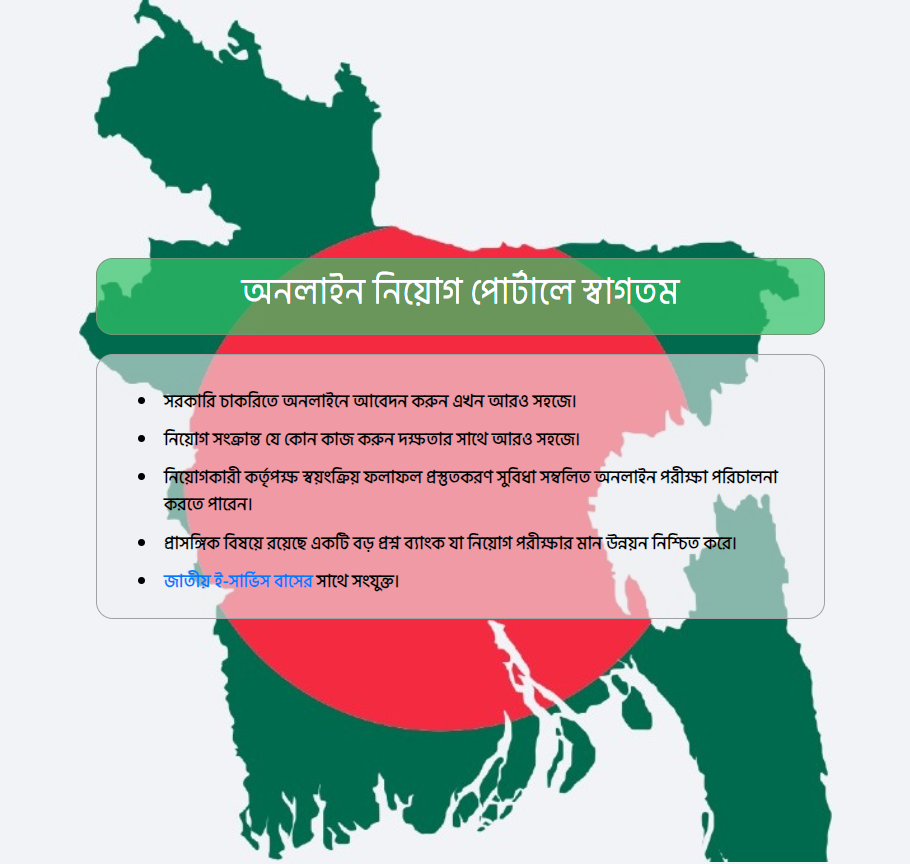 অনলাইন নিয়োগ পোর্টালে স্বাগতম
সরকারি চাকরিতে অনলাইনে আবেদন করুন এখন আরও সহজে।
নিয়োগ সংক্রান্ত যে কোন কাজ করুন দক্ষতার সাথে আরও সহজে।
নিয়োগকারী কর্তৃপক্ষ স্বয়ংক্রিয় ফলাফল প্রস্তুতকরণ সুবিধা সম্বলিত অনলাইন পরীক্ষা পরিচালনা
করতে পারেন।
প্রাসঙ্গিক বিষয়ে রয়েছে একটি বড় প্রশ্ন ব্যাংক যা নিয়োগ পরীক্ষার মান উন্নয়ন নিশ্চিত করে।
জাতীয় ই-সার্ভিস বাসের সাথে সংযুক্ত।